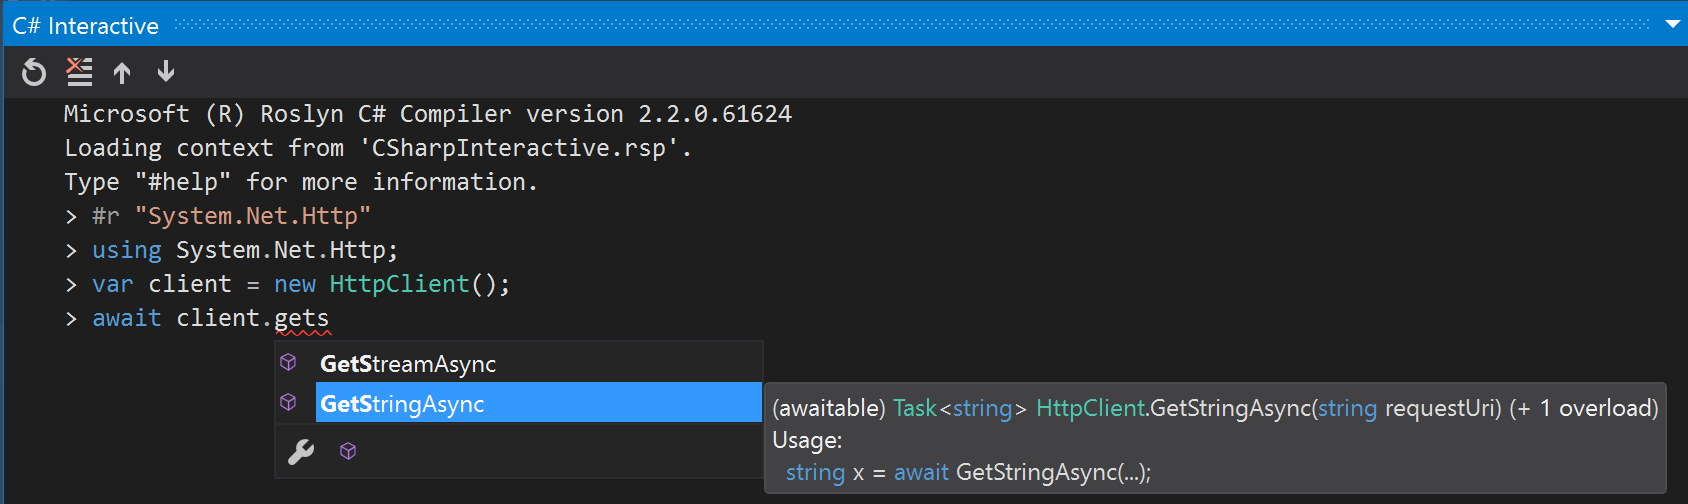 C# Interactive
Microsoft (R) Roslyn C# Compiler version 2.2.0.61624
Loading context from 'CSharpInteractive.rsp'.
Type "#help" for more information.
> #r "System.Net.Http"
> using System.Net.Http;
> var client = new HttpClient();
> await client.gets
GetStreamAsync
GetStringAsync
(awaitable) Task<string> HttpClient.GetStringAsync(string requestUri) (+ 1 overload)
Usage:
string x = await GetStringAsync(...);